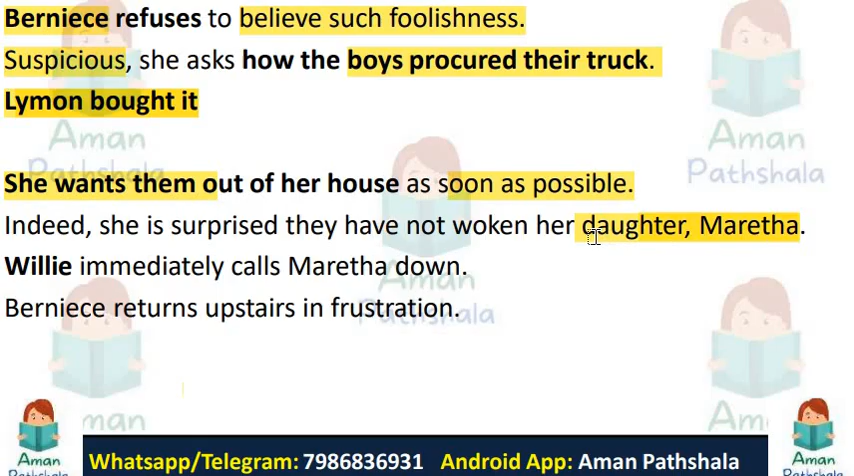 Berniece refuses to believe such foolishness.
Suspicious, she asks how the boys procured their truck.
Lymon bought it
Aman
Pathshala
Aman
Pathshala
She wants them out of her house as soon as possible.
Indeed, she is surprised they have not woken her daughter, Maretha.
Willie immediately calls Maretha down.
Berniece returns upstairs in frustration.
Aman
Pathshala
Aman
Whatsapp/Telegram: 7986836931 Android App: Aman Pathshala
Aman
Pathshala